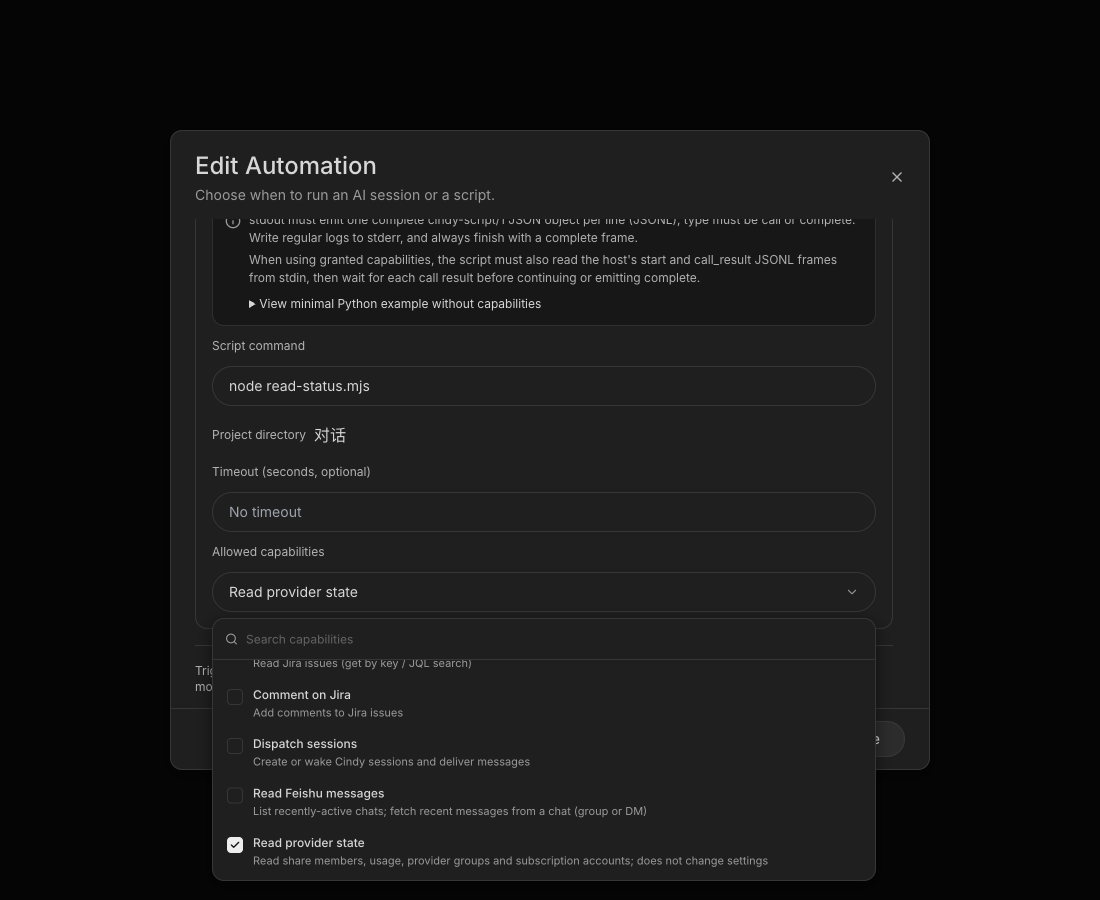 Edit Automation
Choose when to run an AI session or a script.
stdout must emit one complete cindy-script/1 JSON object per line (JSONL), type must be call or complete.
Write regular logs to stderr, and always finish with a complete frame.
When using granted capabilities, the script must also read the host's start and call_result JSONL frames
from stdin, then wait for each call result before continuing or emitting complete.
View minimal Python example without capabilities
Script command
node read-status.mjs
Project directory 对话
Timeout (seconds, optional)
No timeout
Allowed capabilities
Read provider state
Search capabilities
Read Jira issues (get by key / JQL search)
Comment on Jira
Add comments to Jira issues
Dispatch sessions
Create or wake Cindy sessions and deliver messages
Read Feishu messages
List recently-active chats; fetch recent messages from a chat (group or DM)
Read provider state
Read share members, usage, provider groups and subscription accounts; does not change settings